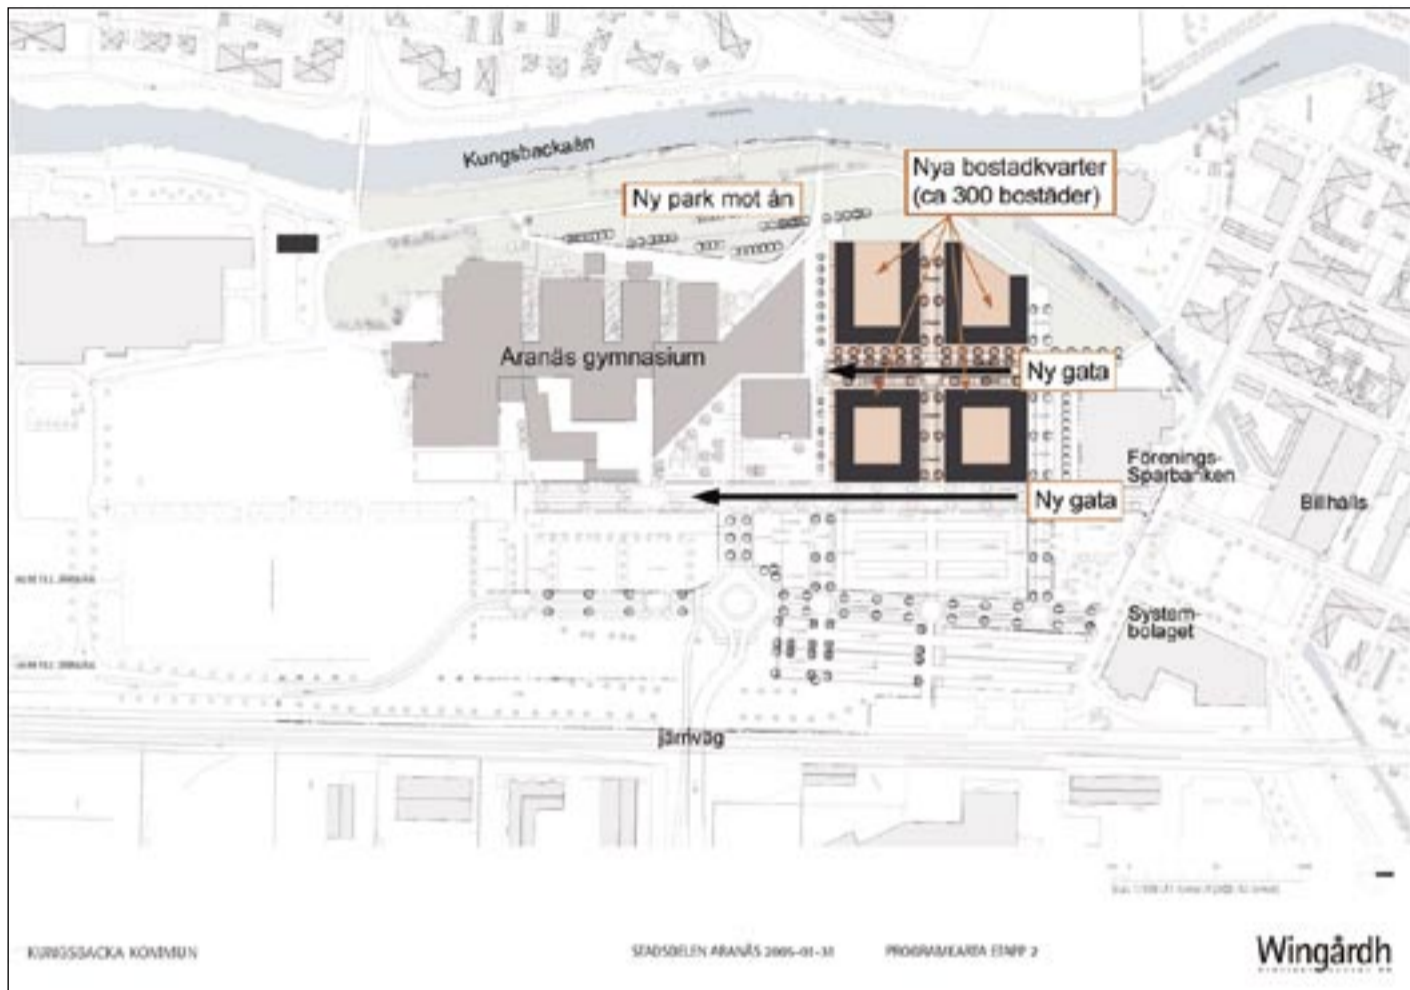 Kungsbackaån
Nya bostadkvarter
(ca 300 bostäder)
Ny park mot ån
Aranäs gymnasium
Ny gata
Förenings-
Sparbanken
Ny gata
Billhälls
System-
bolaget
järnväg
KUNGSBACKA KOMMUN
STADSDELEN ARANÄS 2005-01-31
PROGRAMKARTA ETAPP 2
Wingårdh